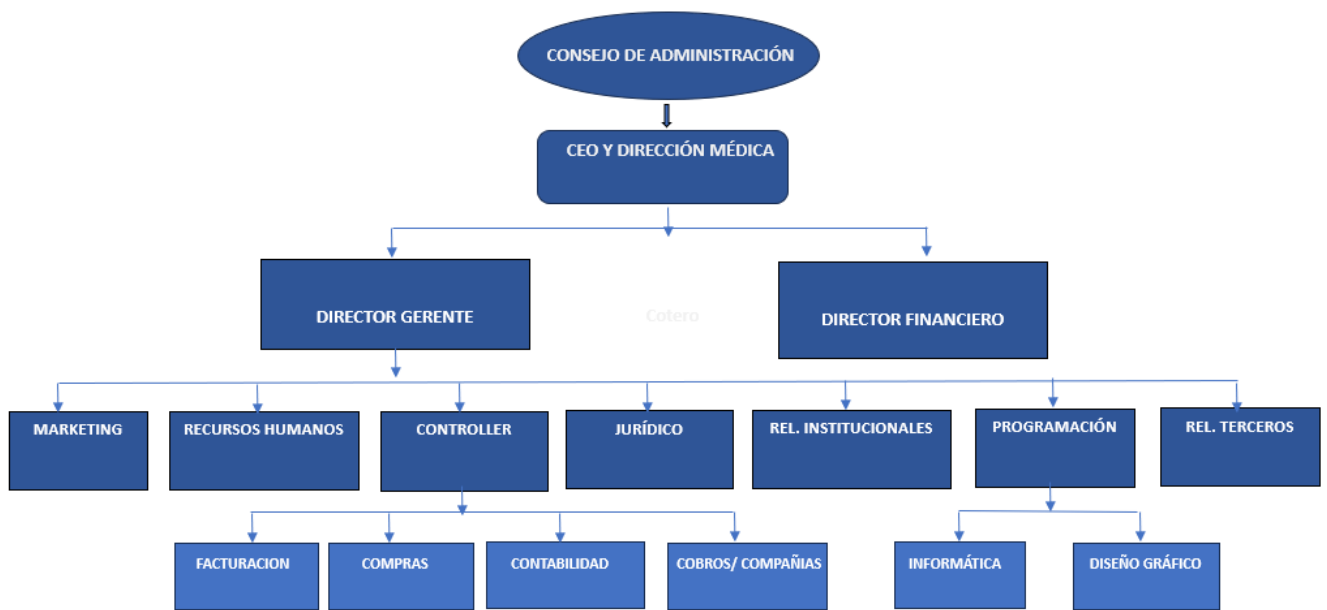 CONSEJO DE ADMINISTRACIÓN
CEO Y DIRECCIÓN MÉDICA
DIRECTOR GERENTE
Cotero
DIRECTOR FINANCIERO
MARKETING
RECURSOS HUMANOS
CONTROLLER
JURÍDICO
REL. INSTITUCIONALES
PROGRAMACIÓN
REL. TERCEROS
FACTURACION
COMPRAS
CONTABILIDAD
COBROS/ COMPAÑIAS
INFORMÁTICA
DISEÑO GRÁFICO